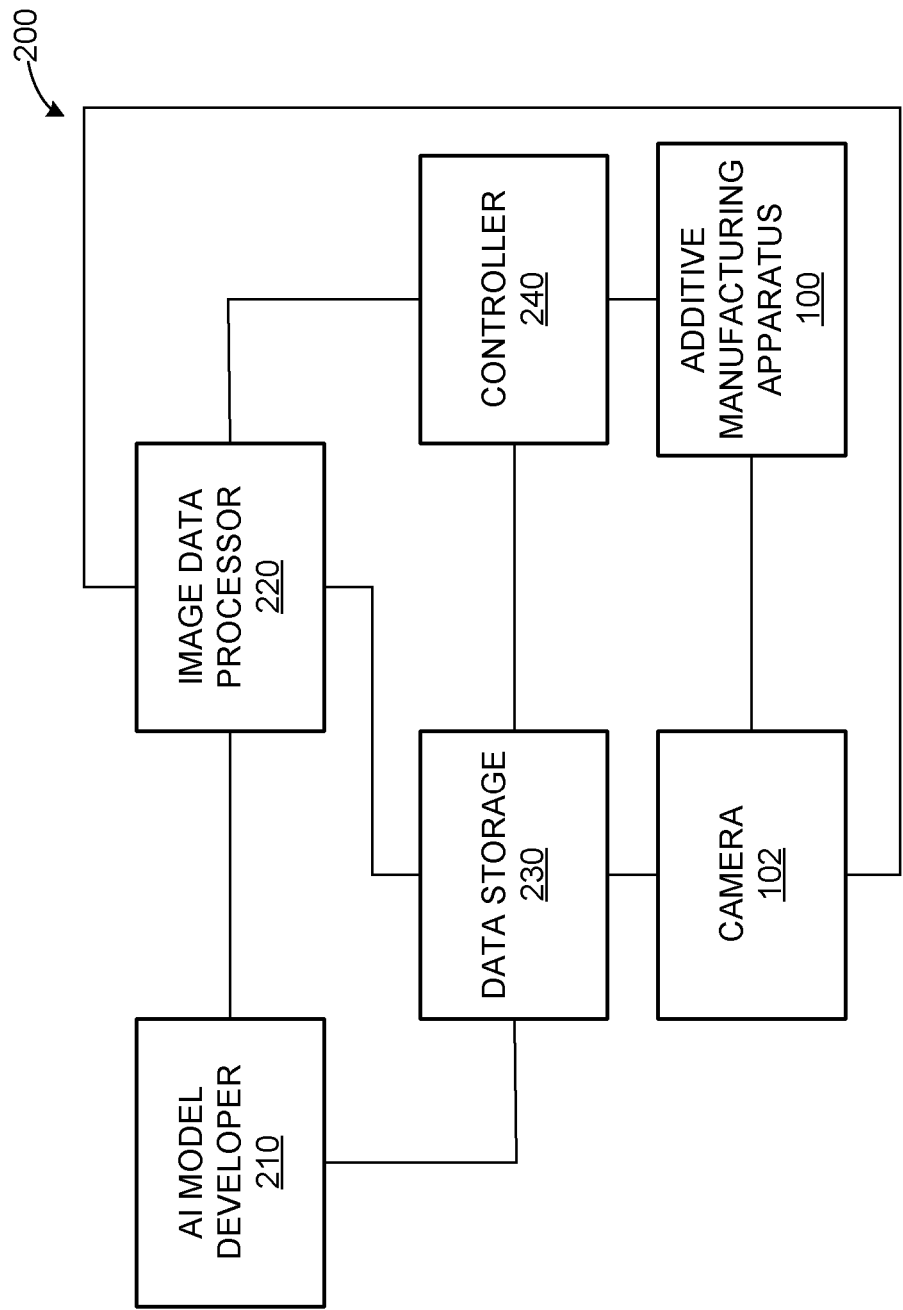 200
AI MODEL
DEVELOPER
210
IMAGE DATA
PROCESSOR
220
DATA STORAGE
230
CONTROLLER
240
CAMERA
102
ADDITIVE
MANUFACTURING
APPARATUS
100